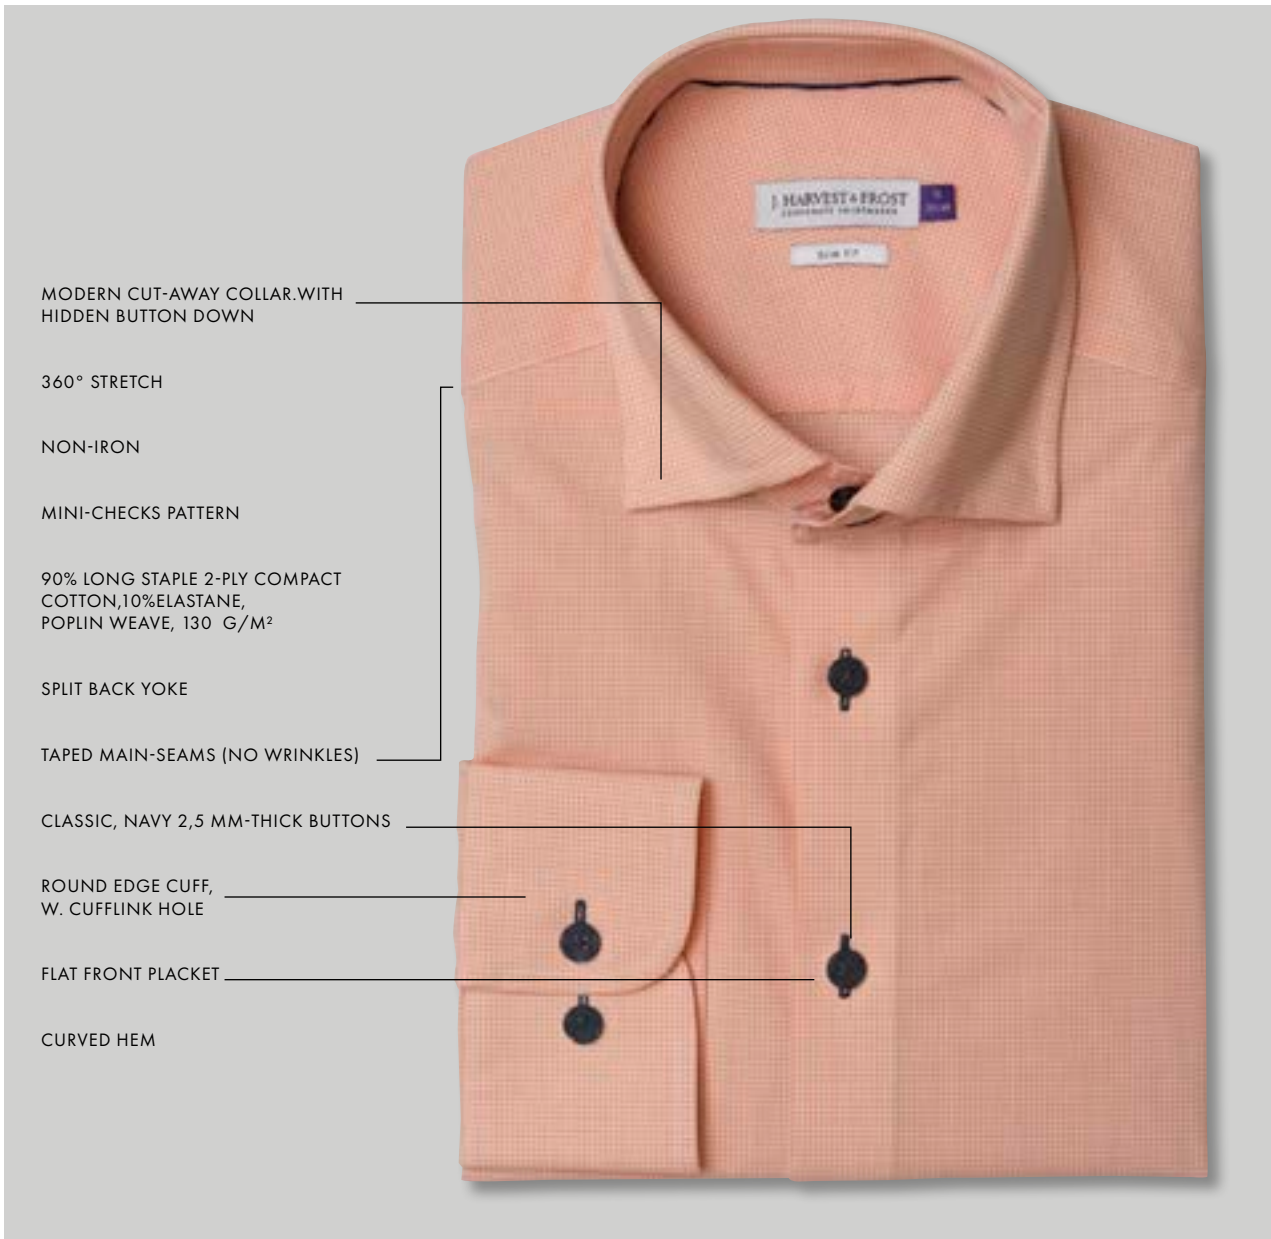 J. HARVEST & FROST
SLIM FIT
MODERN CUT-AWAY COLLAR.WITH
HIDDEN BUTTON DOWN
360° STRETCH
NON-IRON
MINI-CHECKS PATTERN
90% LONG STAPLE 2-PLY COMPACT
COTTON,10%ELASTANE,
POPLIN WEAVE, 130 G/M²
SPLIT BACK YOKE
TAPED MAIN-SEAMS (NO WRINKLES)
CLASSIC, NAVY 2,5 MM-THICK BUTTONS
ROUND EDGE CUFF,
W. CUFFLINK HOLE
FLAT FRONT PLACKET
CURVED HEM